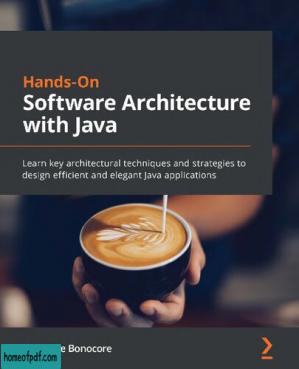 Hands-On
Software Architecture
with Java
Learn key architectural techniques and strategies to
design efficient and elegant Java applications
Bonocore
homeofpdf.com